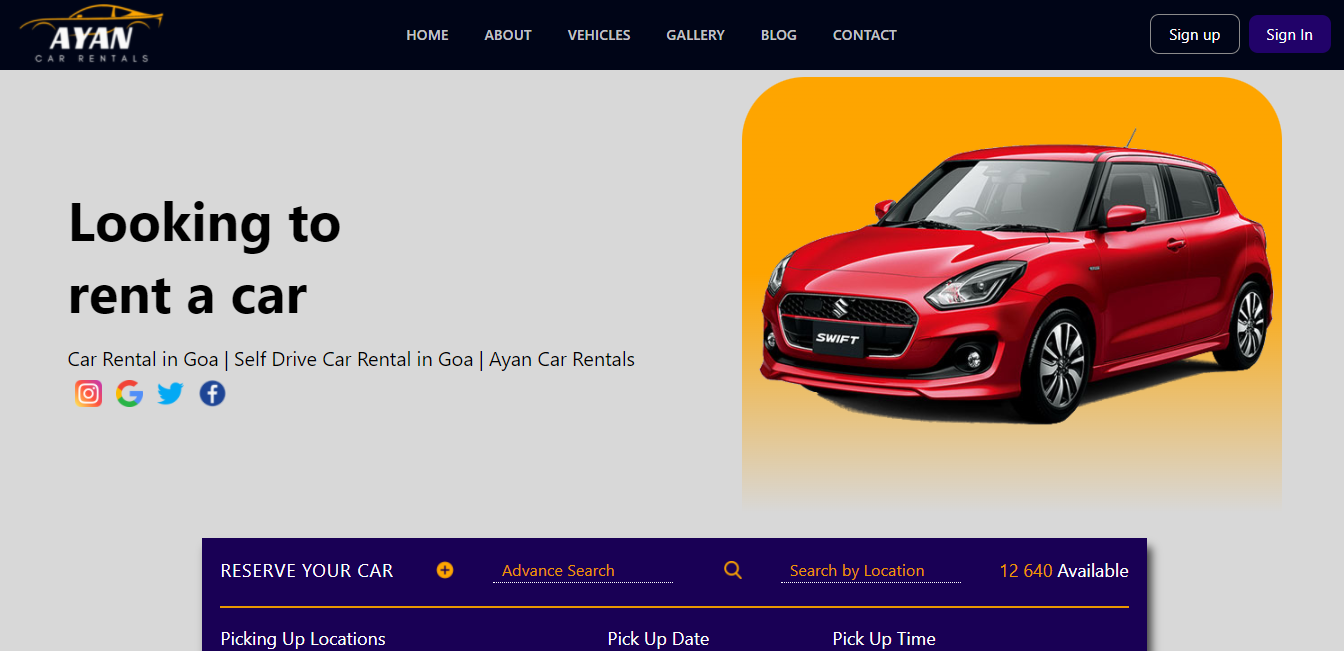 AYAN
CAR RENTALS
HOME ABOUT VEHICLES GALLERY BLOG CONTACT
Sign up Sign In
Looking to
rent a car
Car Rental in Goa | Self Drive Car Rental in Goa | Ayan Car Rentals
SWIFT
RESERVE YOUR CAR Advance Search Search by Location 12 640 Available
Picking Up Locations Pick Up Date Pick Up Time